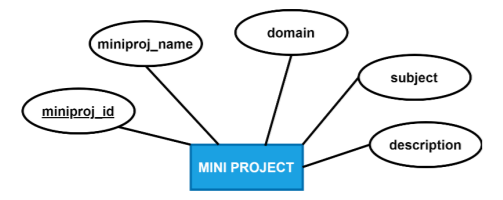 domain
miniproj_name
subject
miniproj_id
description
MINI PROJECT